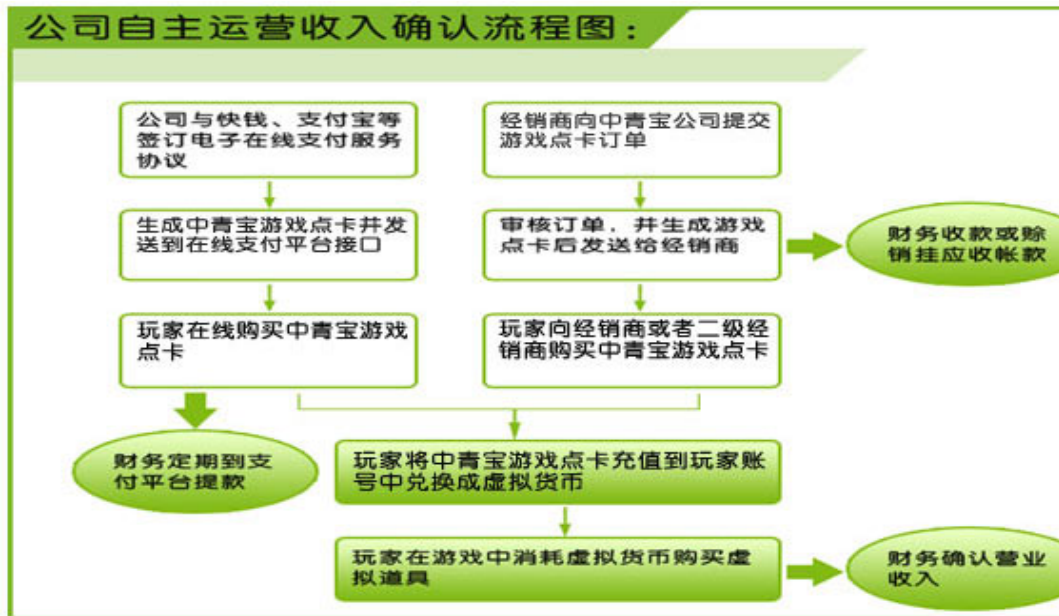 公司自主运营收入确认流程图：
公司与快钱、支付宝等
签订电子在线支付服务
协议
经销商向中青宝公司提交
游戏点卡订单
生成中青宝游戏点卡并发
送到在线支付平台接口
审核订单，并生成游戏
点卡后发送给经销商
财务收款或赊
销挂应收帐款
玩家在线购买中青宝游戏
点卡
玩家向经销商或者二级经
销商购买中青宝游戏点卡
财务定期到支
付平台提款
玩家将中青宝游戏点卡充值到玩家账
号中兑换成虚拟货币
玩家在游戏中消耗虚拟货币购买虚
拟道具
财务确认营业
收入